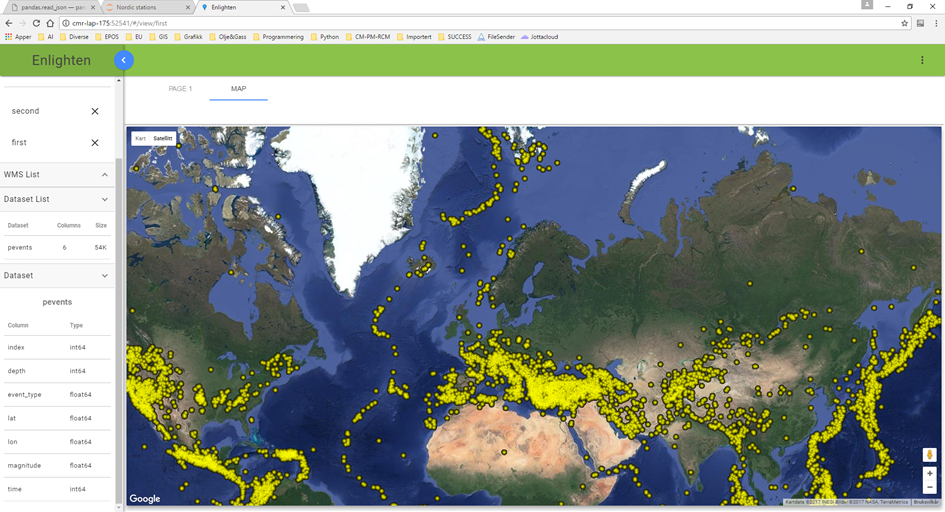 pandas.read_json — pan
Nordic stations
Enlighten
cmr-lap-175:52541/#/view/first
Apper AI Diverse EPOS EU GIS Grafikk Olje&Gass Programmering Python CM-PM-RCM Importert SUCCESS FileSender Jottacloud
Enlighten
PAGE 1 MAP
second
first
WMS List
Dataset List
Dataset Columns Size
pevents 6 54K
Dataset
pevents
Column Type
index int64
depth int64
event_type float64
lat float64
lon float64
magnitude float64
time int64
Kart Satellitt
Google
Kartdata ©2017 INEGI Bilder ©2017 NASA, TerraMetrics Bruksvilkår